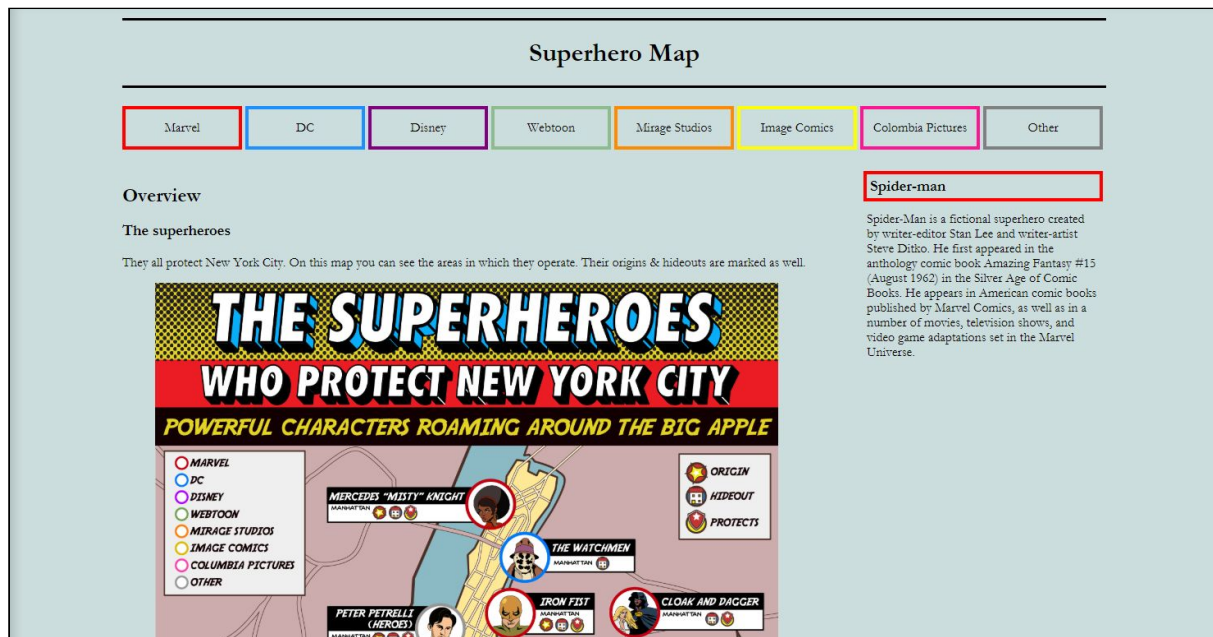 Superhero Map
Marvel
DC
Disney
Webtoon
Mirage Studios
Image Comics
Colombia Pictures
Other
Overview
The superheroes
They all protect New York City. On this map you can see the areas in which they operate. Their origins & hideouts are marked as well.
Spider-man
Spider-Man is a fictional superhero created
by writer-editor Stan Lee and writer-artist
Steve Ditko. He first appeared in the
anthology comic book Amazing Fantasy #15
(August 1962) in the Silver Age of Comic
Books. He appears in American comic books
published by Marvel Comics, as well as in a
number of movies, television shows, and
video game adaptations set in the Marvel
Universe.
THE SUPERHEROES
WHO PROTECT NEW YORK CITY
POWERFUL CHARACTERS ROAMING AROUND THE BIG APPLE
MARVEL
DC
DISNEY
WEBTOON
MIRAGE STUDIOS
IMAGE COMICS
COLUMBIA PICTURES
OTHER
ORIGIN
HIDEOUT
PROTECTS
MERCEDES "MISTY" KNIGHT
MANHATTAN
THE WATCHMEN
MANHATTAN
IRON FIST
MANHATTAN
CLOAK AND DAGGER
MANHATTAN
PETER PETRELLI
(HEROES)
MANHATTAN